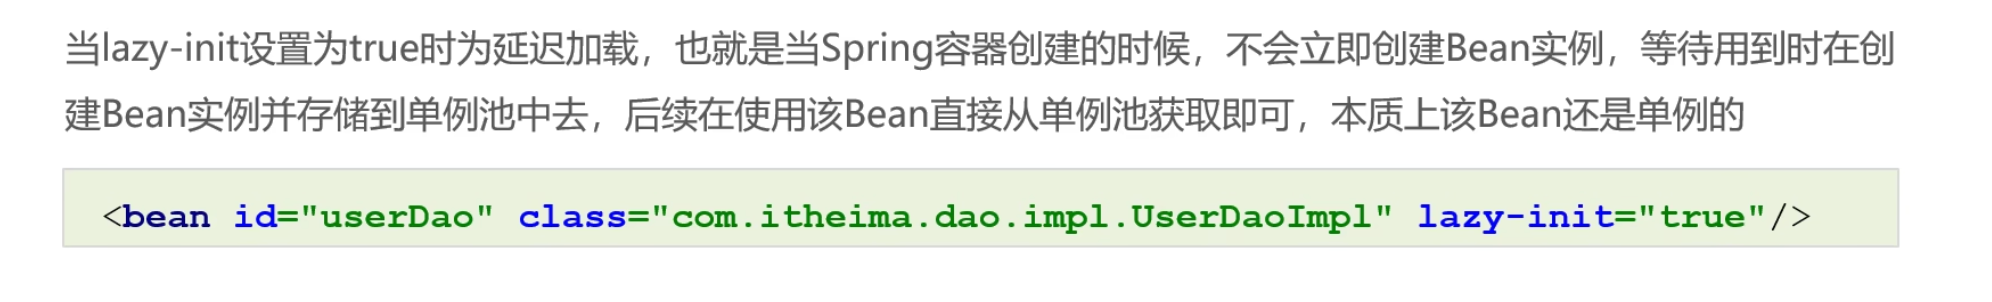 当lazy-init设置为true时为延迟加载，也就是当Spring容器创建的时候，不会立即创建Bean实例，等待用到时在创
建Bean实例并存储到单例池中去，后续在使用该Bean直接从单例池获取即可，本质上该Bean还是单例的
<bean id="userDao" class="com.itheima.dao.impl.UserDaoImpl" lazy-init="true"/>